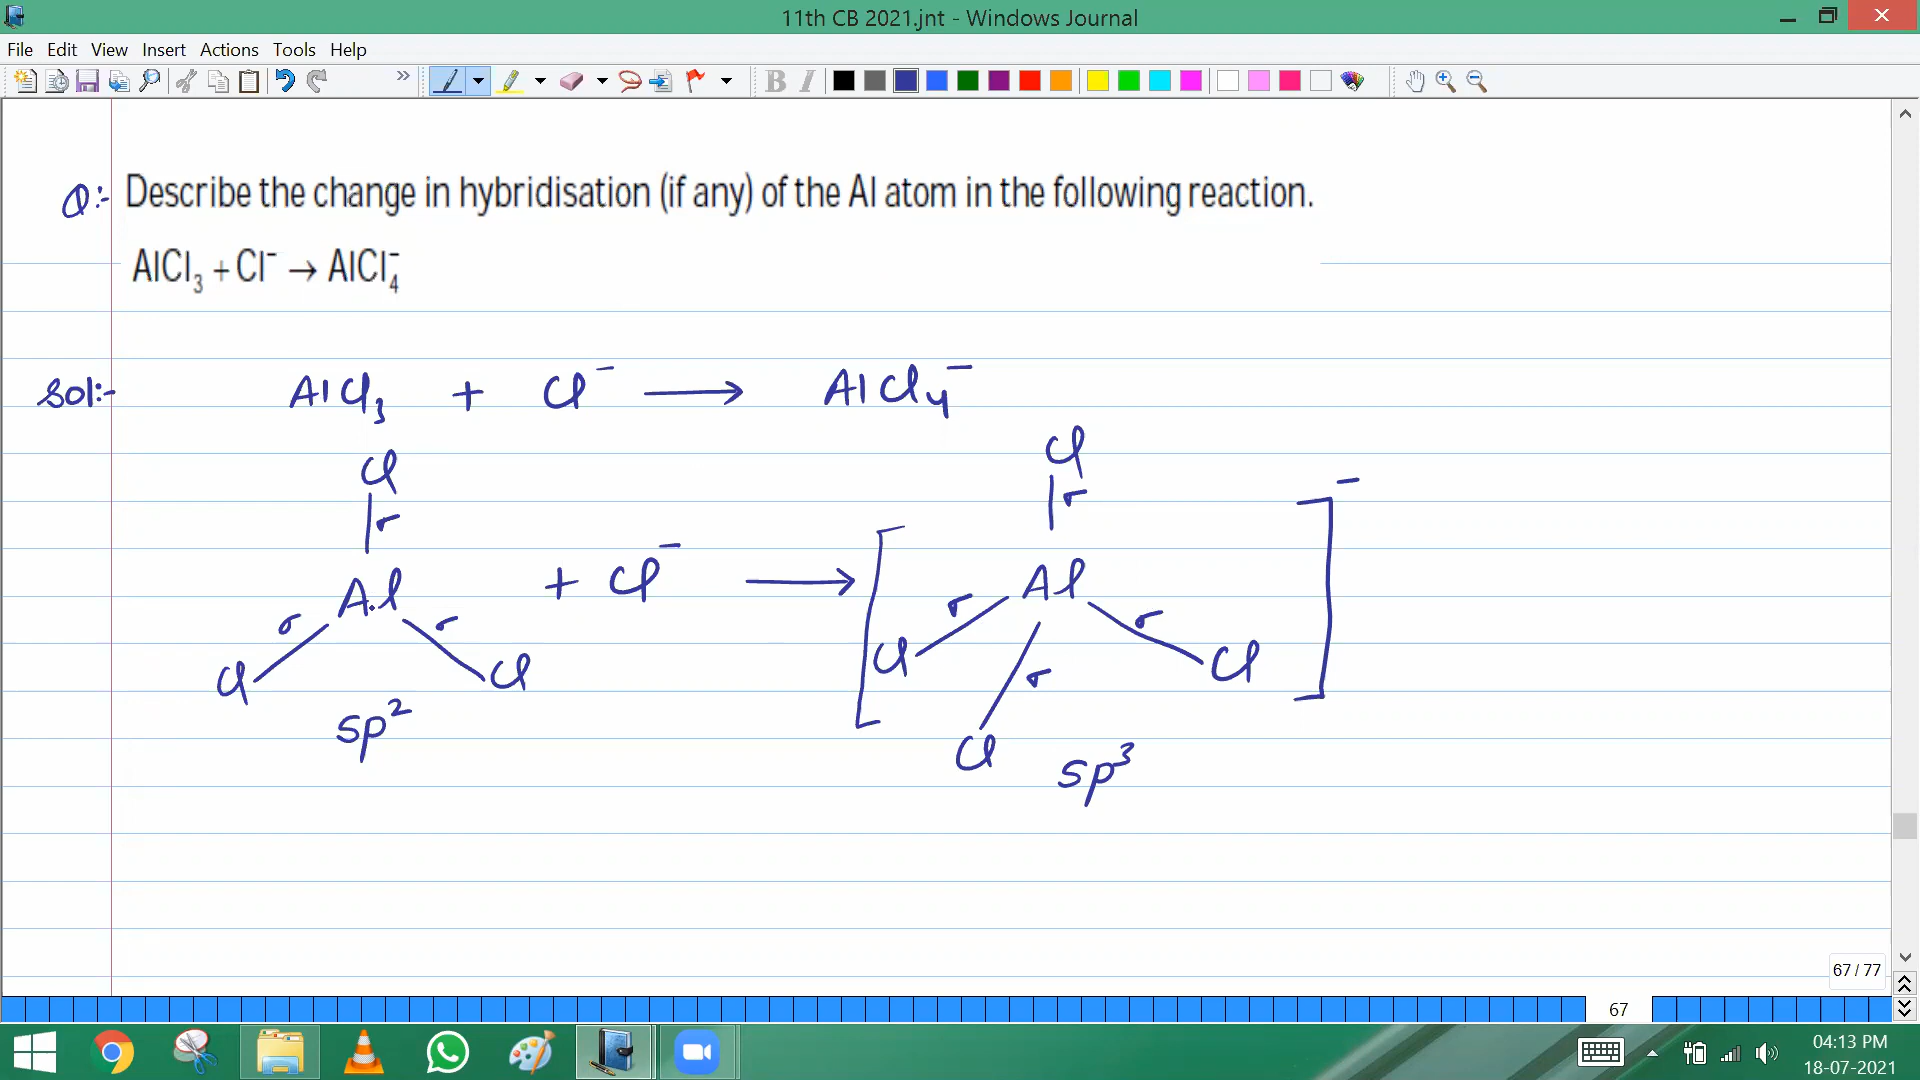 11th CB 2021.jnt - Windows Journal
File Edit View Insert Actions Tools Help
Q:- Describe the change in hybridisation (if any) of the Al atom in the following reaction.
AlCl₃ + Cl⁻ → AlCl₄⁻
Sol:- AlCl₃ + Cl⁻ ⟶ AlCl₄⁻
Cl Cl
σ σ
Al + Cl⁻ ⟶ [ Al ]⁻
σ σ σ σ
Cl Cl Cl Cl
σ
Cl
sp² sp³
67 / 77
67
04:13 PM
18-07-2021